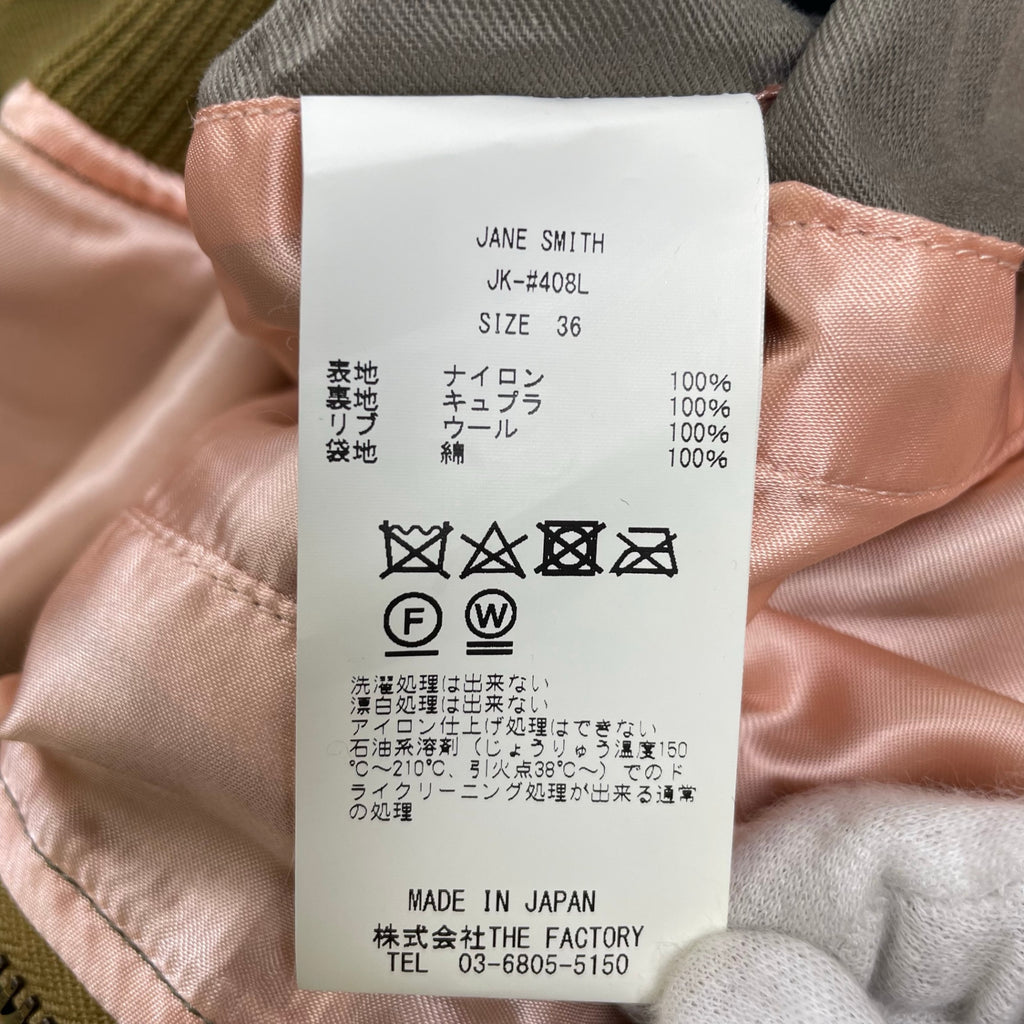 JANE SMITH
JK-#408L
SIZE 36
表地 ナイロン 100%
裏地 キュプラ 100%
リブ ウール 100%
袋地 綿 100%
F W
洗濯処理は出来ない
漂白処理は出来ない
アイロン仕上げ処理はできない
石油系溶剤（じょうりゅう温度150
℃～210℃、引火点38℃～）でのド
ライクリーニング処理が出来る通常
の処理
MADE IN JAPAN
株式会社THE FACTORY
TEL 03-6805-5150